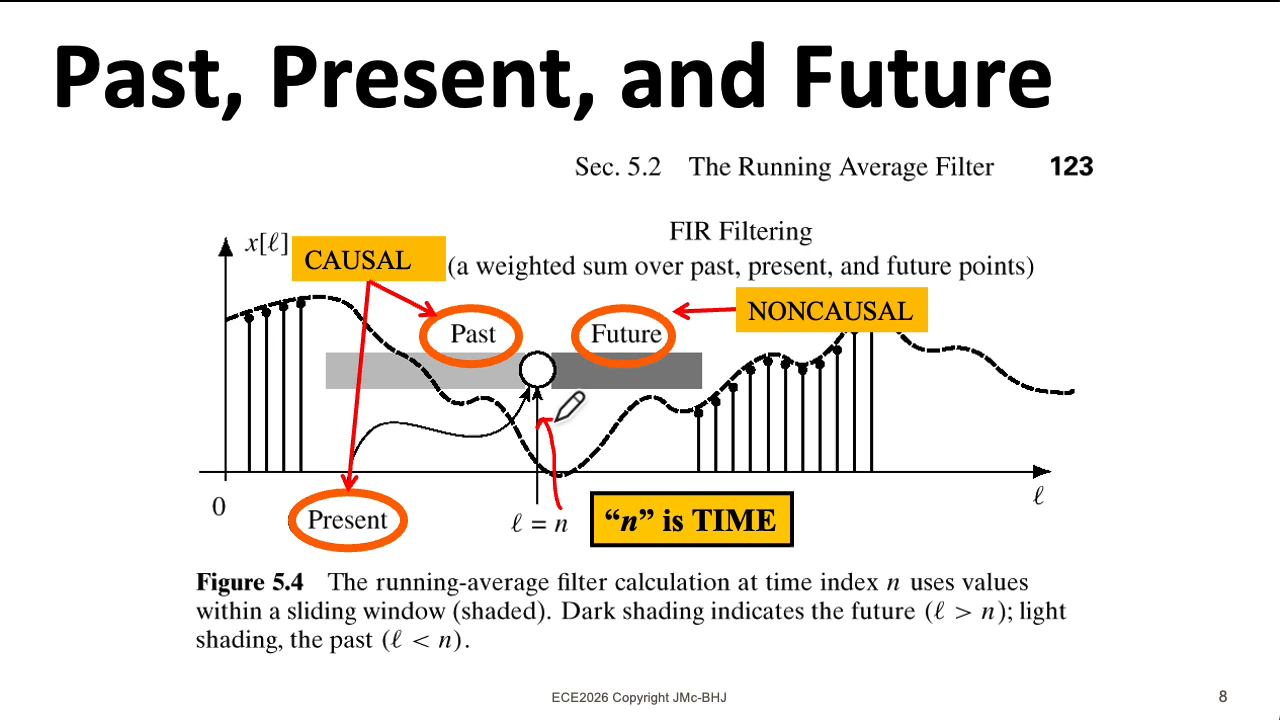 Past, Present, and Future
Sec. 5.2 The Running Average Filter 123
x[ℓ]
CAUSAL
FIR Filtering
(a weighted sum over past, present, and future points)
NONCAUSAL
Past
Future
0
ℓ
Present
ℓ = n
“n” is TIME
Figure 5.4 The running-average filter calculation at time index n uses values
within a sliding window (shaded). Dark shading indicates the future (ℓ > n); light
shading, the past (ℓ < n).
ECE2026 Copyright JMc-BHJ
8